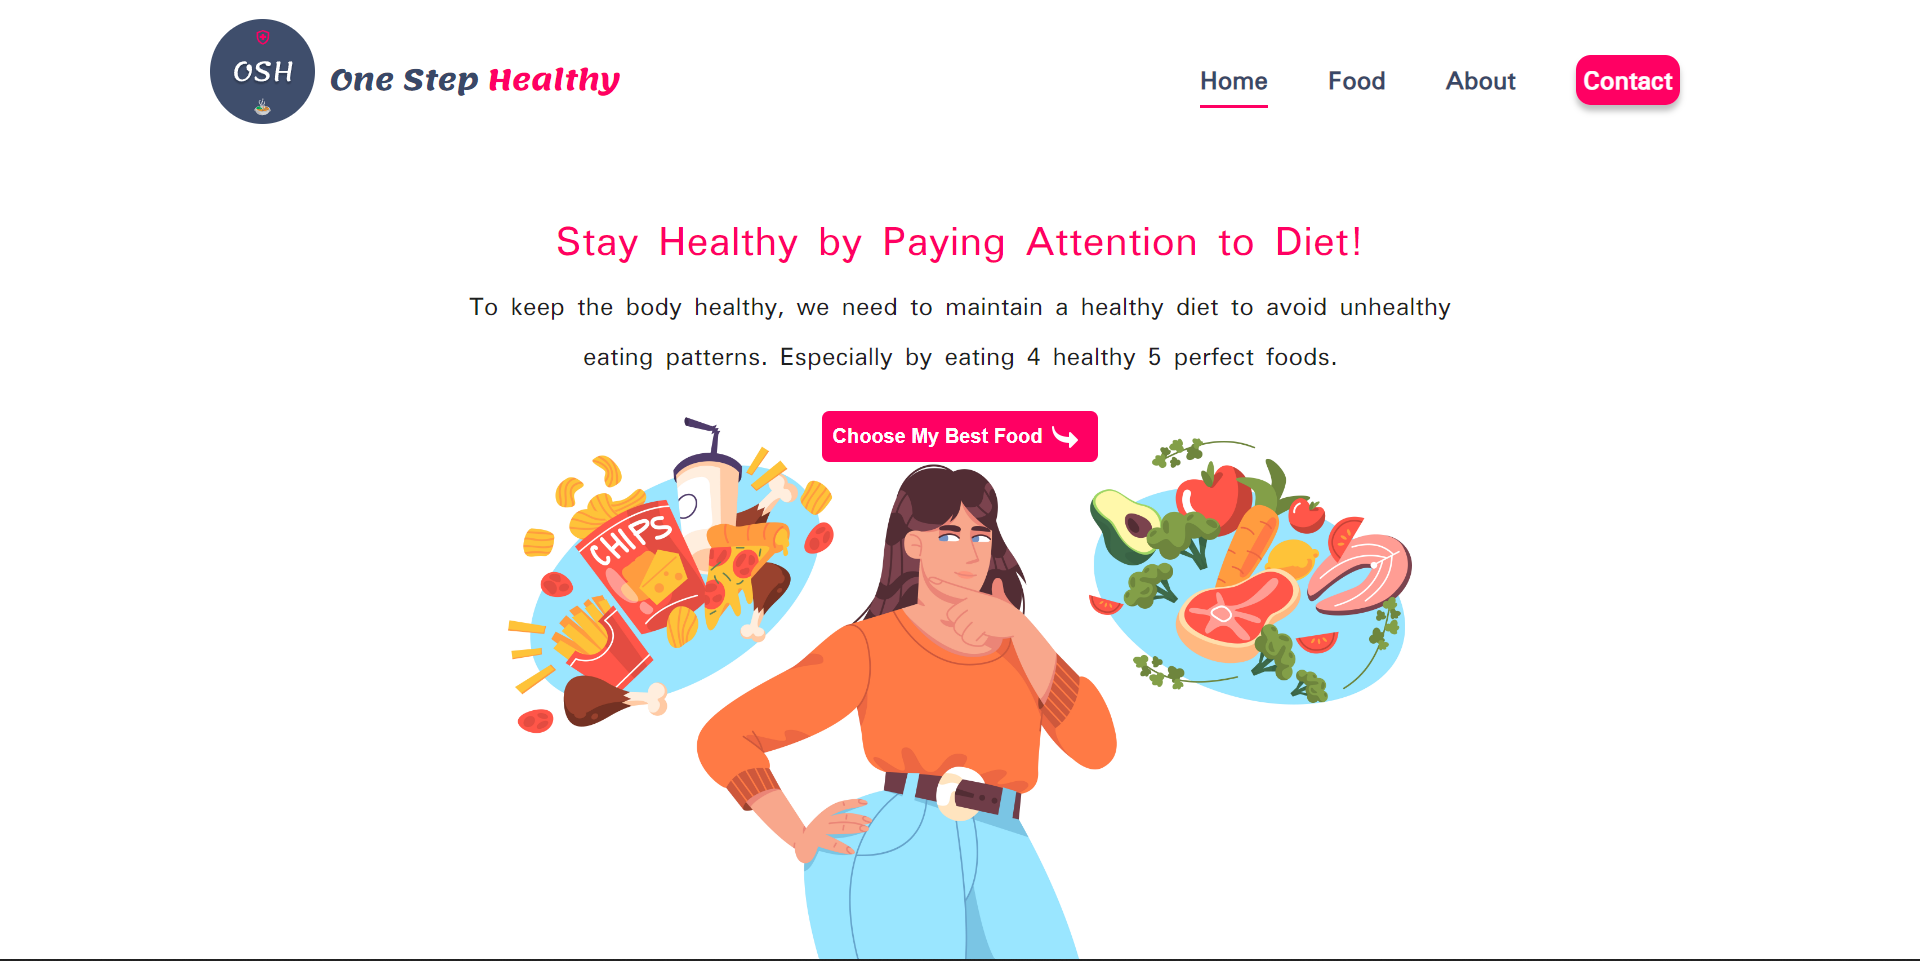 OSH
One Step Healthy
Home
Food
About
Contact
Stay Healthy by Paying Attention to Diet!
To keep the body healthy, we need to maintain a healthy diet to avoid unhealthy
eating patterns. Especially by eating 4 healthy 5 perfect foods.
Choose My Best Food
CHIPS